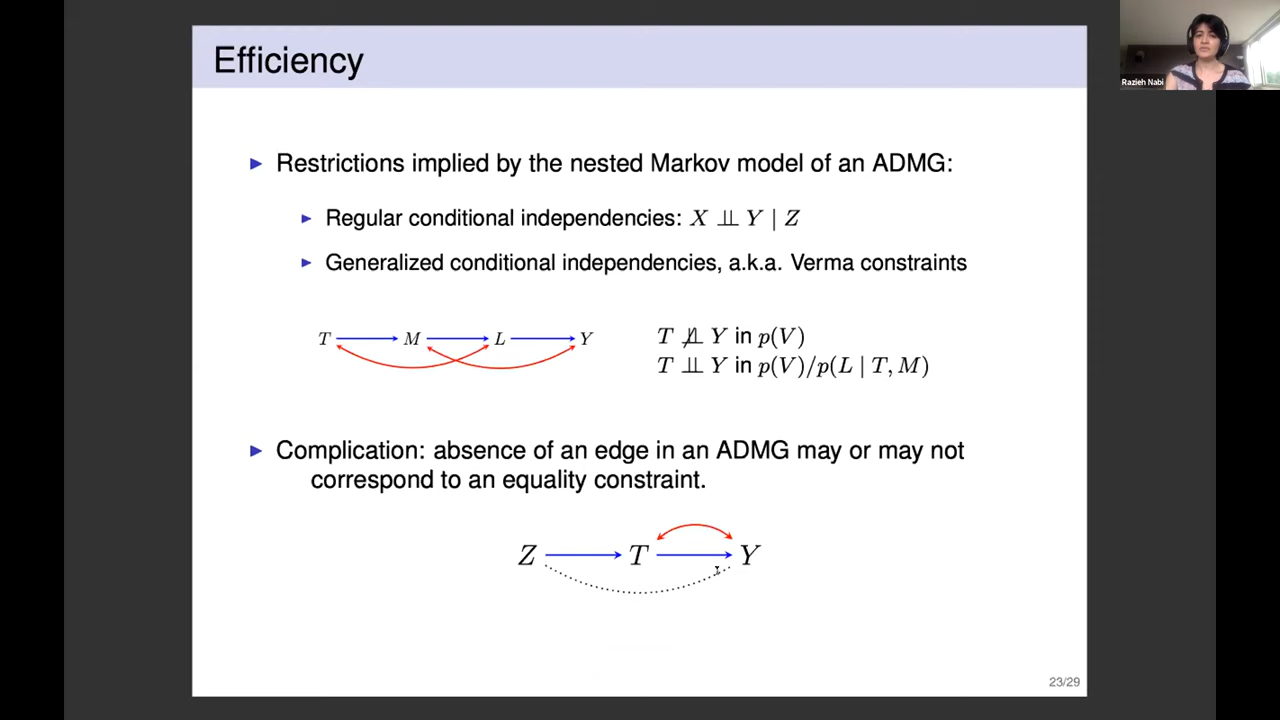 Efficiency
Razieh Nabi
▶ Restrictions implied by the nested Markov model of an ADMG:
▶ Regular conditional independencies: X ⫫ Y | Z
▶ Generalized conditional independencies, a.k.a. Verma constraints
T M L Y
T ⫫̸ Y in p(V)
T ⫫ Y in p(V)/p(L | T, M)
▶ Complication: absence of an edge in an ADMG may or may not
correspond to an equality constraint.
Z T Y
23/29